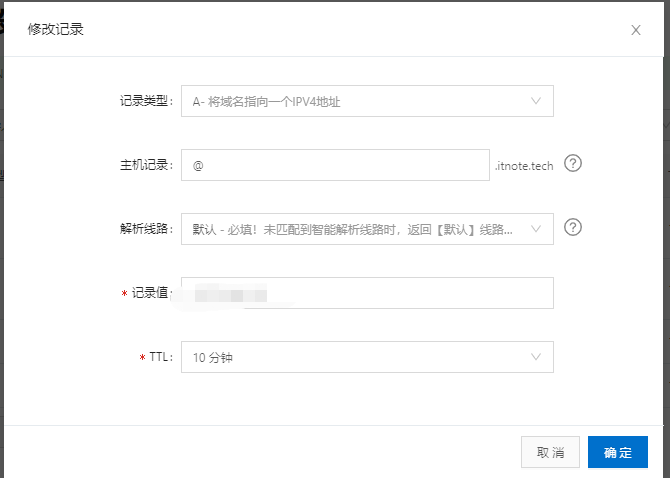 修改记录
记录类型:
A- 将域名指向一个IPV4地址
主机记录:
@
.itnote.tech
?
解析线路:
默认 - 必填！未匹配到智能解析线路时，返回【默认】线路...
?
* 记录值:
* TTL:
10 分钟
取 消
确 定